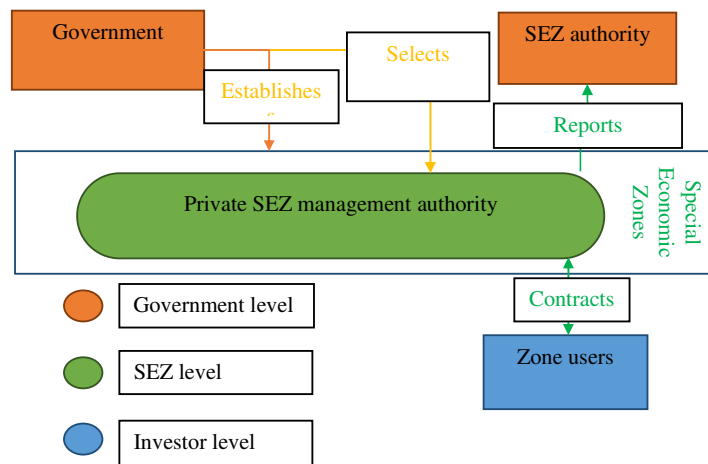 Government
SEZ authority
Selects
Establishes
Reports
Private SEZ management authority
Special
Economic
Zones
Government level
Contracts
SEZ level
Zone users
Investor level